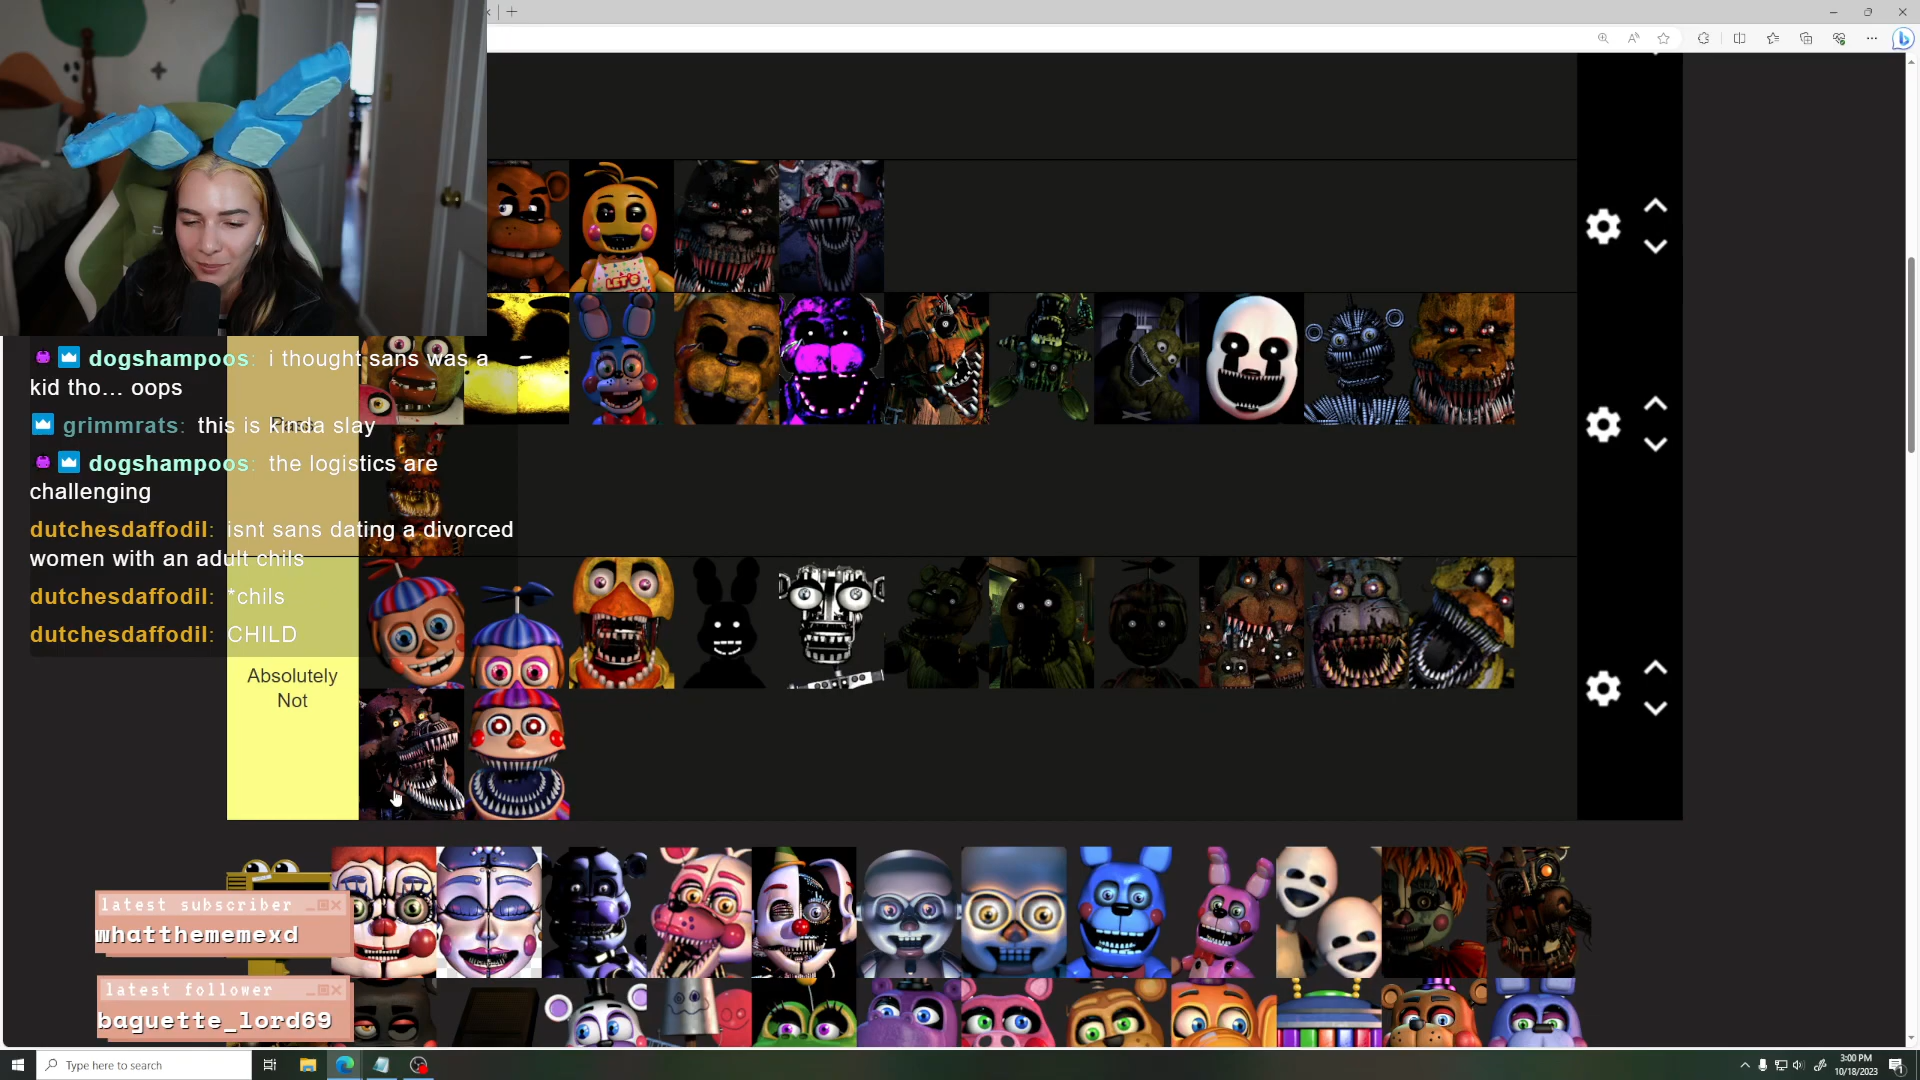 LET'S
dogshampoos: i thought sans was a
kid tho... oops
grimmrats: this is kinda slay
Pass
dogshampoos: the logistics are
challenging
dutchesdaffodil: isnt sans dating a divorced
women with an adult chils
dutchesdaffodil: *chils
dutchesdaffodil: CHILD
Absolutely
Not
latest subscriber
whatthememexd
latest follower
baguette_lord69
Type here to search
3:00 PM
10/18/2023